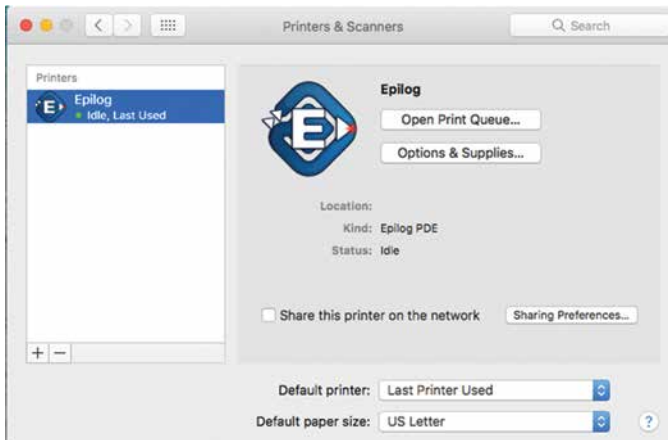 Printers & Scanners
Search
Printers
Epilog
Idle, Last Used
E
E
Epilog
Open Print Queue...
Options & Supplies...
Location:
Kind: Epilog PDE
Status: Idle
Share this printer on the network
Sharing Preferences...
+ −
Default printer: Last Printer Used
Default paper size: US Letter
?